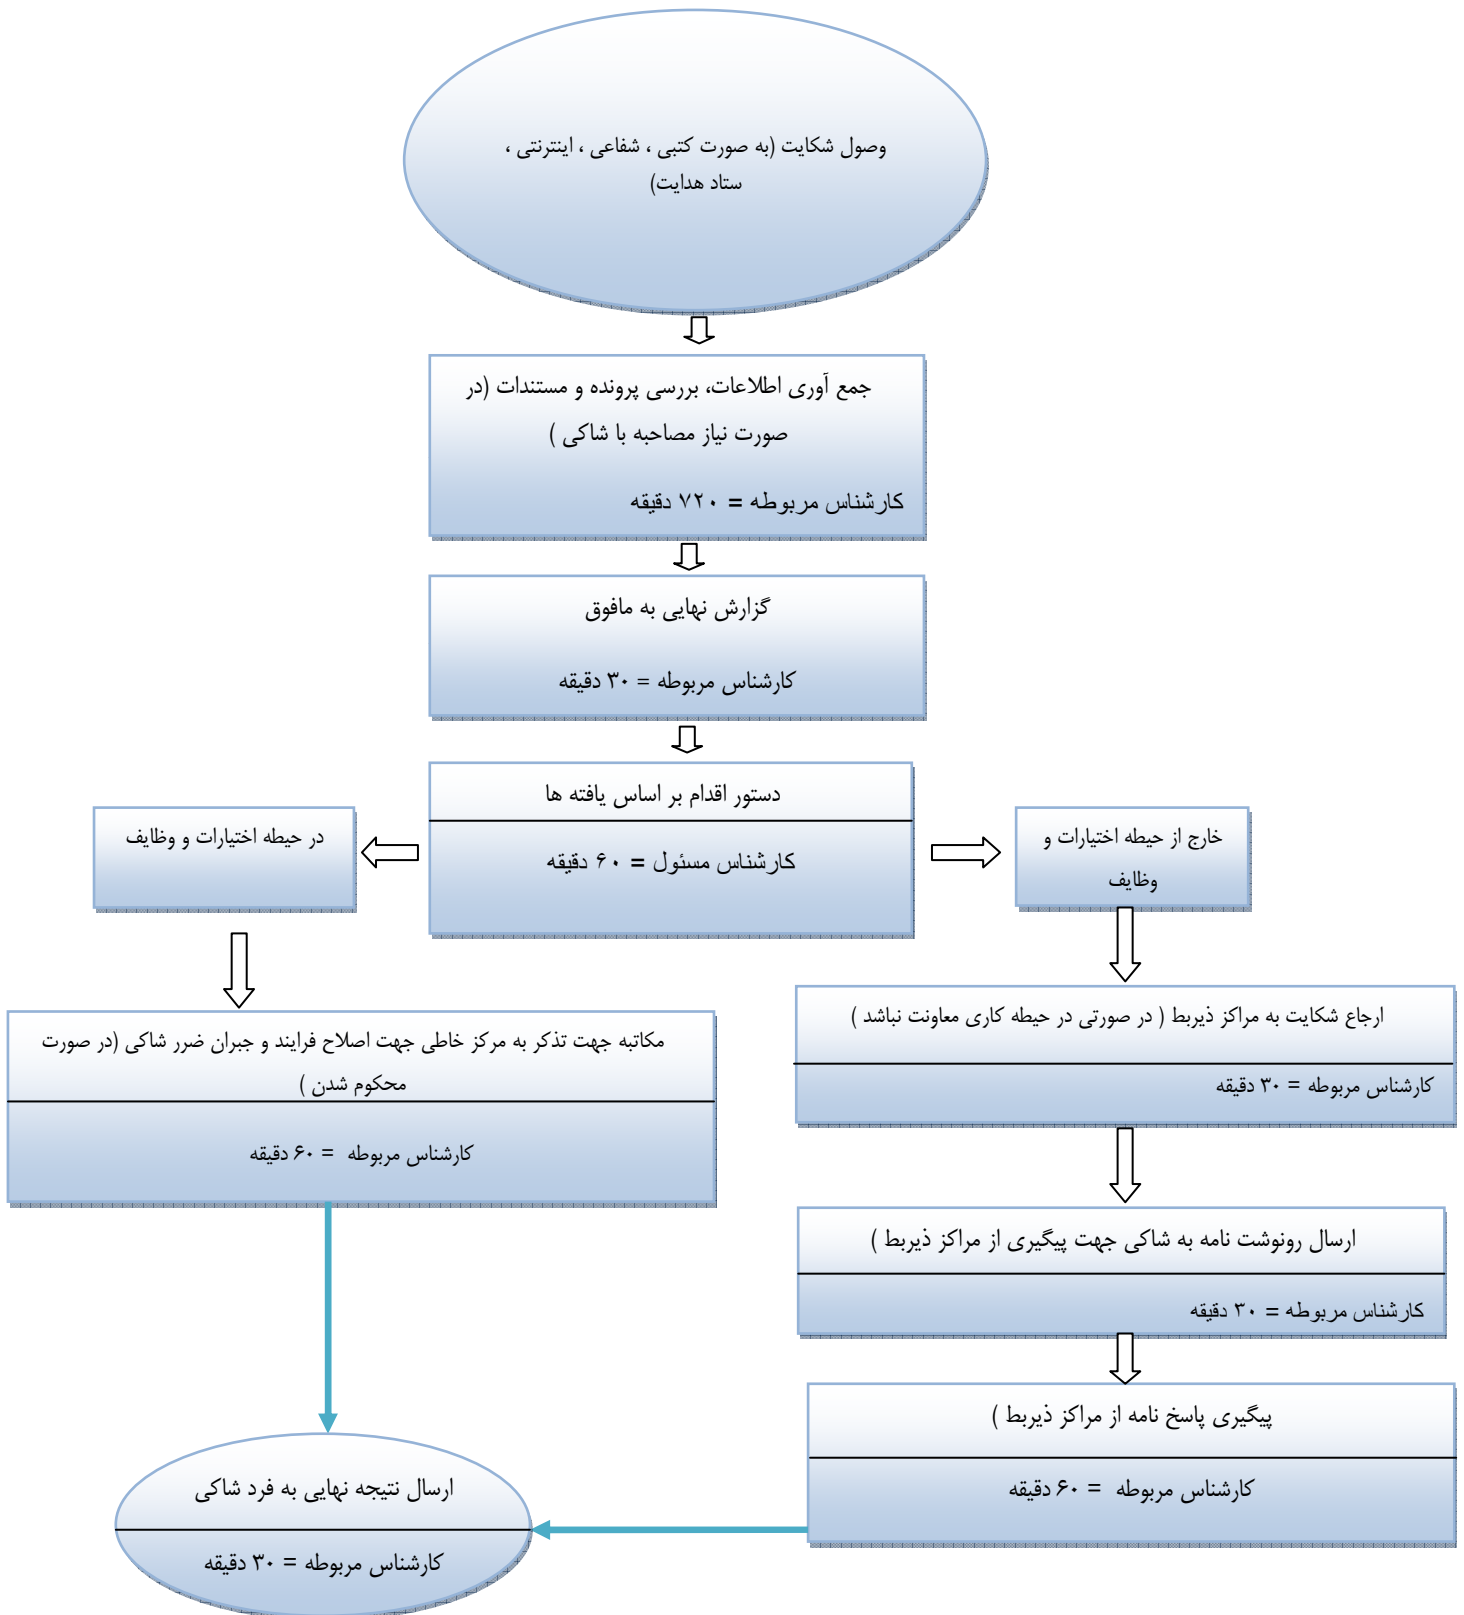 وصول شکایت (به صورت کتبی ، شفاعی ، اینترنتی ،
ستاد هدایت)
جمع آوری اطلاعات، بررسی پرونده و مستندات (در
صورت نیاز مصاحبه با شاکی )
کارشناس مربوطه = ۷۲۰ دقیقه
گزارش نهایی به مافوق
کارشناس مربوطه = ۳۰ دقیقه
دستور اقدام بر اساس یافته ها
کارشناس مسئول = ۶۰ دقیقه
خارج از حیطه اختیارات و
وظایف
در حیطه اختیارات و وظایف
ارجاع شکایت به مراکز ذیربط ( در صورتی در حیطه کاری معاونت نباشد )
کارشناس مربوطه = ۳۰ دقیقه
مکاتبه جهت تذکر به مرکز خاطی جهت اصلاح فرایند و جبران ضرر شاکی (در صورت
محکوم شدن )
کارشناس مربوطه = ۶۰ دقیقه
ارسال رونوشت نامه به شاکی جهت پیگیری از مراکز ذیربط )
کارشناس مربوطه = ۳۰ دقیقه
پیگیری پاسخ نامه از مراکز ذیربط )
کارشناس مربوطه = ۶۰ دقیقه
ارسال نتیجه نهایی به فرد شاکی
کارشناس مربوطه = ۳۰ دقیقه